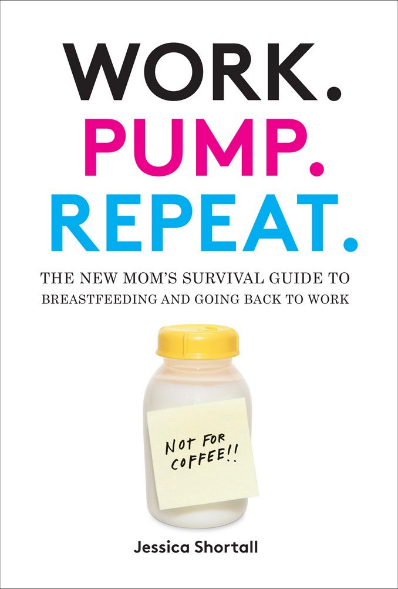 WORK.
PUMP.
REPEAT.
THE NEW MOM'S SURVIVAL GUIDE TO
BREASTFEEDING AND GOING BACK TO WORK
NOT FOR
COFFEE!!
Jessica Shortall